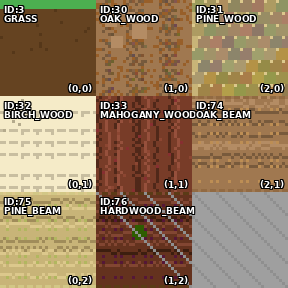 ID:3
GRASS
(0,0)
ID:30
OAK_WOOD
(1,0)
ID:31
PINE_WOOD
(2,0)
ID:32
BIRCH_WOOD
(0,1)
ID:33
MAHOGANY_WOOD
(1,1)
ID:74
OAK_BEAM
(2,1)
ID:75
PINE_BEAM
(0,2)
ID:76
HARDWOOD_BEAM
(1,2)